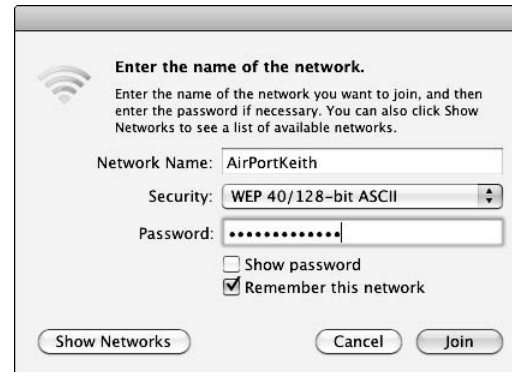 Enter the name of the network.
Enter the name of the network you want to join, and then
enter the password if necessary. You can also click Show
Networks to see a list of available networks.
Network Name: AirPortKeith
Security: WEP 40/128-bit ASCII
Password: •••••••••••••
Show password
Remember this network
Show Networks Cancel Join